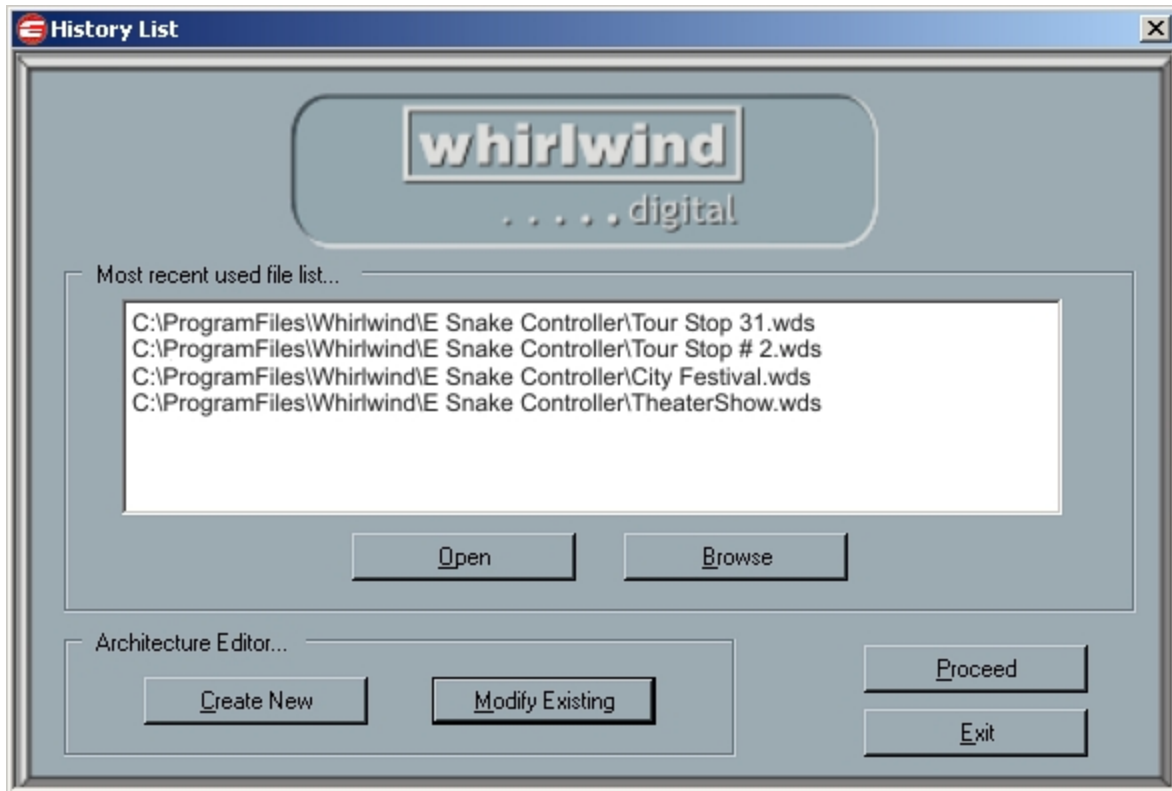 History List
whirlwind
.....digital
Most recent used file list...
C:\ProgramFiles\Whirlwind\E Snake Controller\Tour Stop 31.wds
C:\ProgramFiles\Whirlwind\E Snake Controller\Tour Stop # 2.wds
C:\ProgramFiles\Whirlwind\E Snake Controller\City Festival.wds
C:\ProgramFiles\Whirlwind\E Snake Controller\TheaterShow.wds
Open Browse
Architecture Editor...
Create New Modify Existing
Proceed
Exit